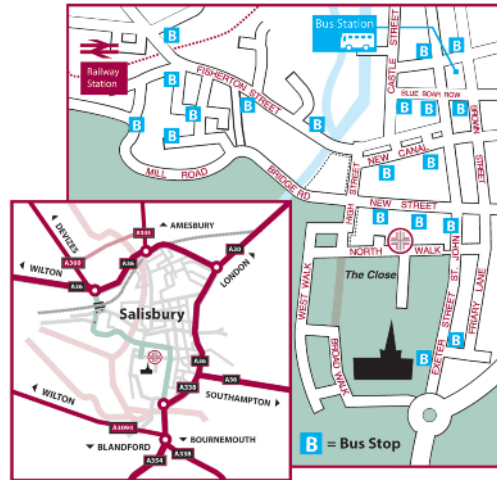 B
Bus Station
Railway
Station
FISHERTON STREET
CASTLE STREET
BLUE BOAR ROW
BROWN STREET
B
B
B
B
B
B
B
B
B
B
B
MILL ROAD
BRIDGE RD
HIGH STREET
NEW CANAL
B
B
NEW STREET
B
B
B
B
NORTH WALK
ST. JOHN
The Close
WEST WALK
BROAD WALK
EXETER STREET
FRIARY LANE
B
B
B = Bus Stop
A345
AMESBURY
DEVIZES
A360
A36
A30
LONDON
WILTON
A36
Salisbury
A36
A36
A338
SOUTHAMPTON
WILTON
A3094
BLANDFORD
BOURNEMOUTH
A354
A338